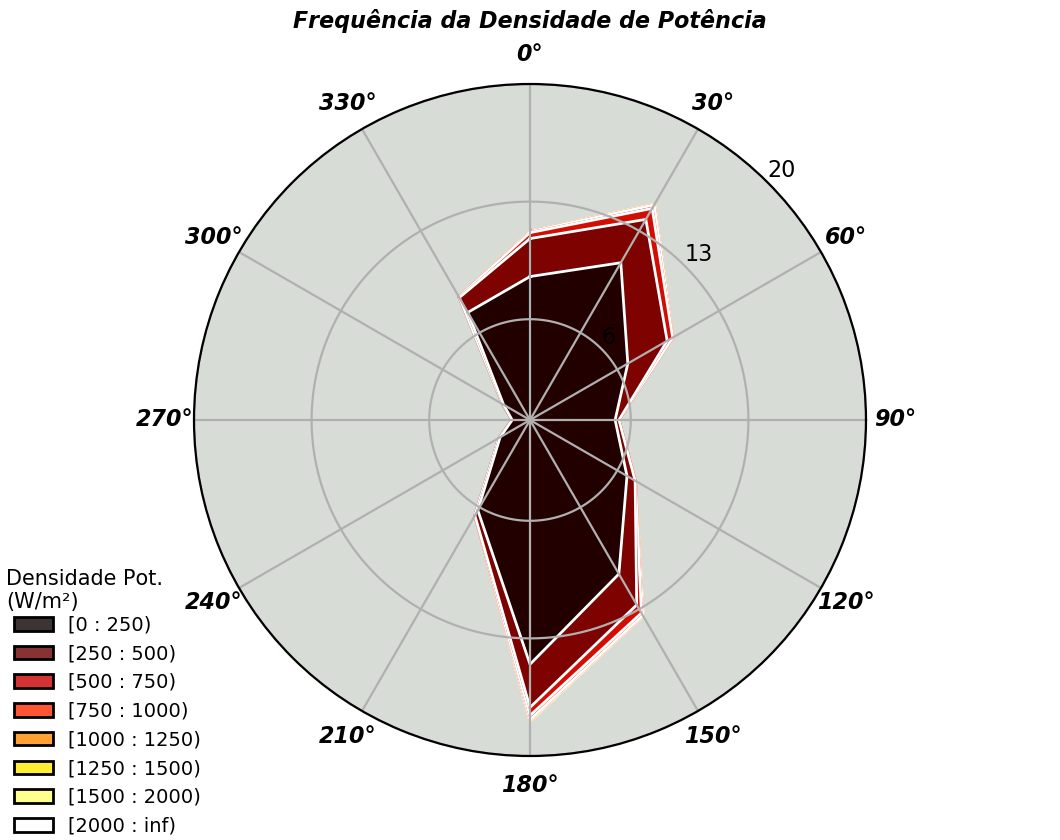 Frequência da Densidade de Potência
0°
330°
30°
20
300°
60°
13
6
270°
90°
240°
120°
210°
150°
180°
Densidade Pot.
(W/m²)
[0 : 250)
[250 : 500)
[500 : 750)
[750 : 1000)
[1000 : 1250)
[1250 : 1500)
[1500 : 2000)
[2000 : inf)